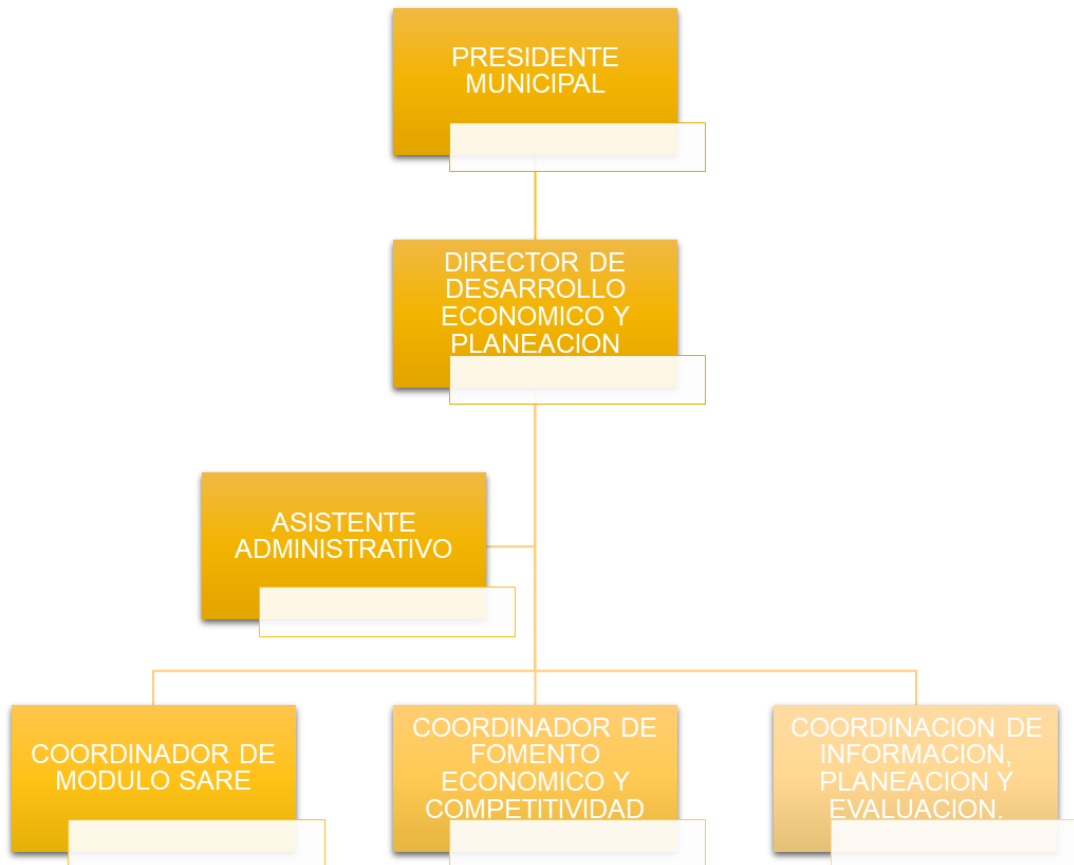 PRESIDENTE
MUNICIPAL
DIRECTOR DE
DESARROLLO
ECONOMICO Y
PLANEACION
ASISTENTE
ADMINISTRATIVO
COORDINADOR DE
MODULO SARE
COORDINADOR DE
FOMENTO
ECONOMICO Y
COMPETITIVIDAD
COORDINACION DE
INFORMACION,
PLANEACION Y
EVALUACION.